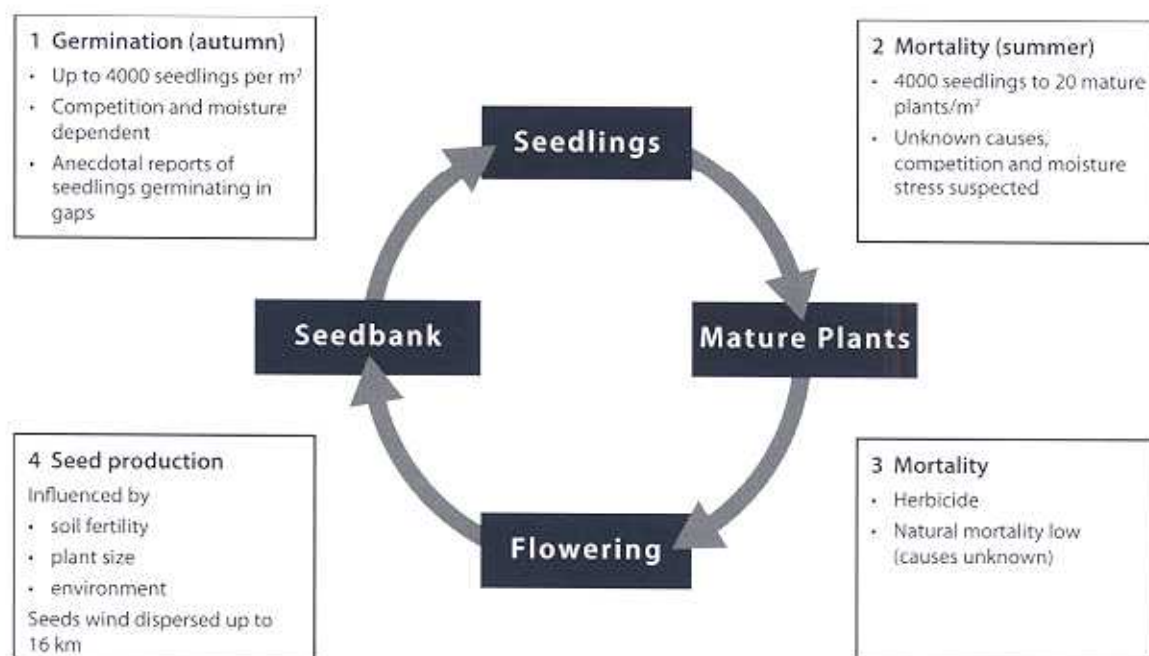 1 Germination (autumn)
• Up to 4000 seedlings per m²
• Competition and moisture
dependent
• Anecdotal reports of
seedlings germinating in
gaps
2 Mortality (summer)
• 4000 seedlings to 20 mature
plants/m²
• Unknown causes,
competition and moisture
stress suspected
Seedlings
Seedbank
Mature Plants
Flowering
4 Seed production
Influenced by
• soil fertility
• plant size
• environment
Seeds wind dispersed up to
16 km
3 Mortality
• Herbicide
• Natural mortality low
(causes unknown)